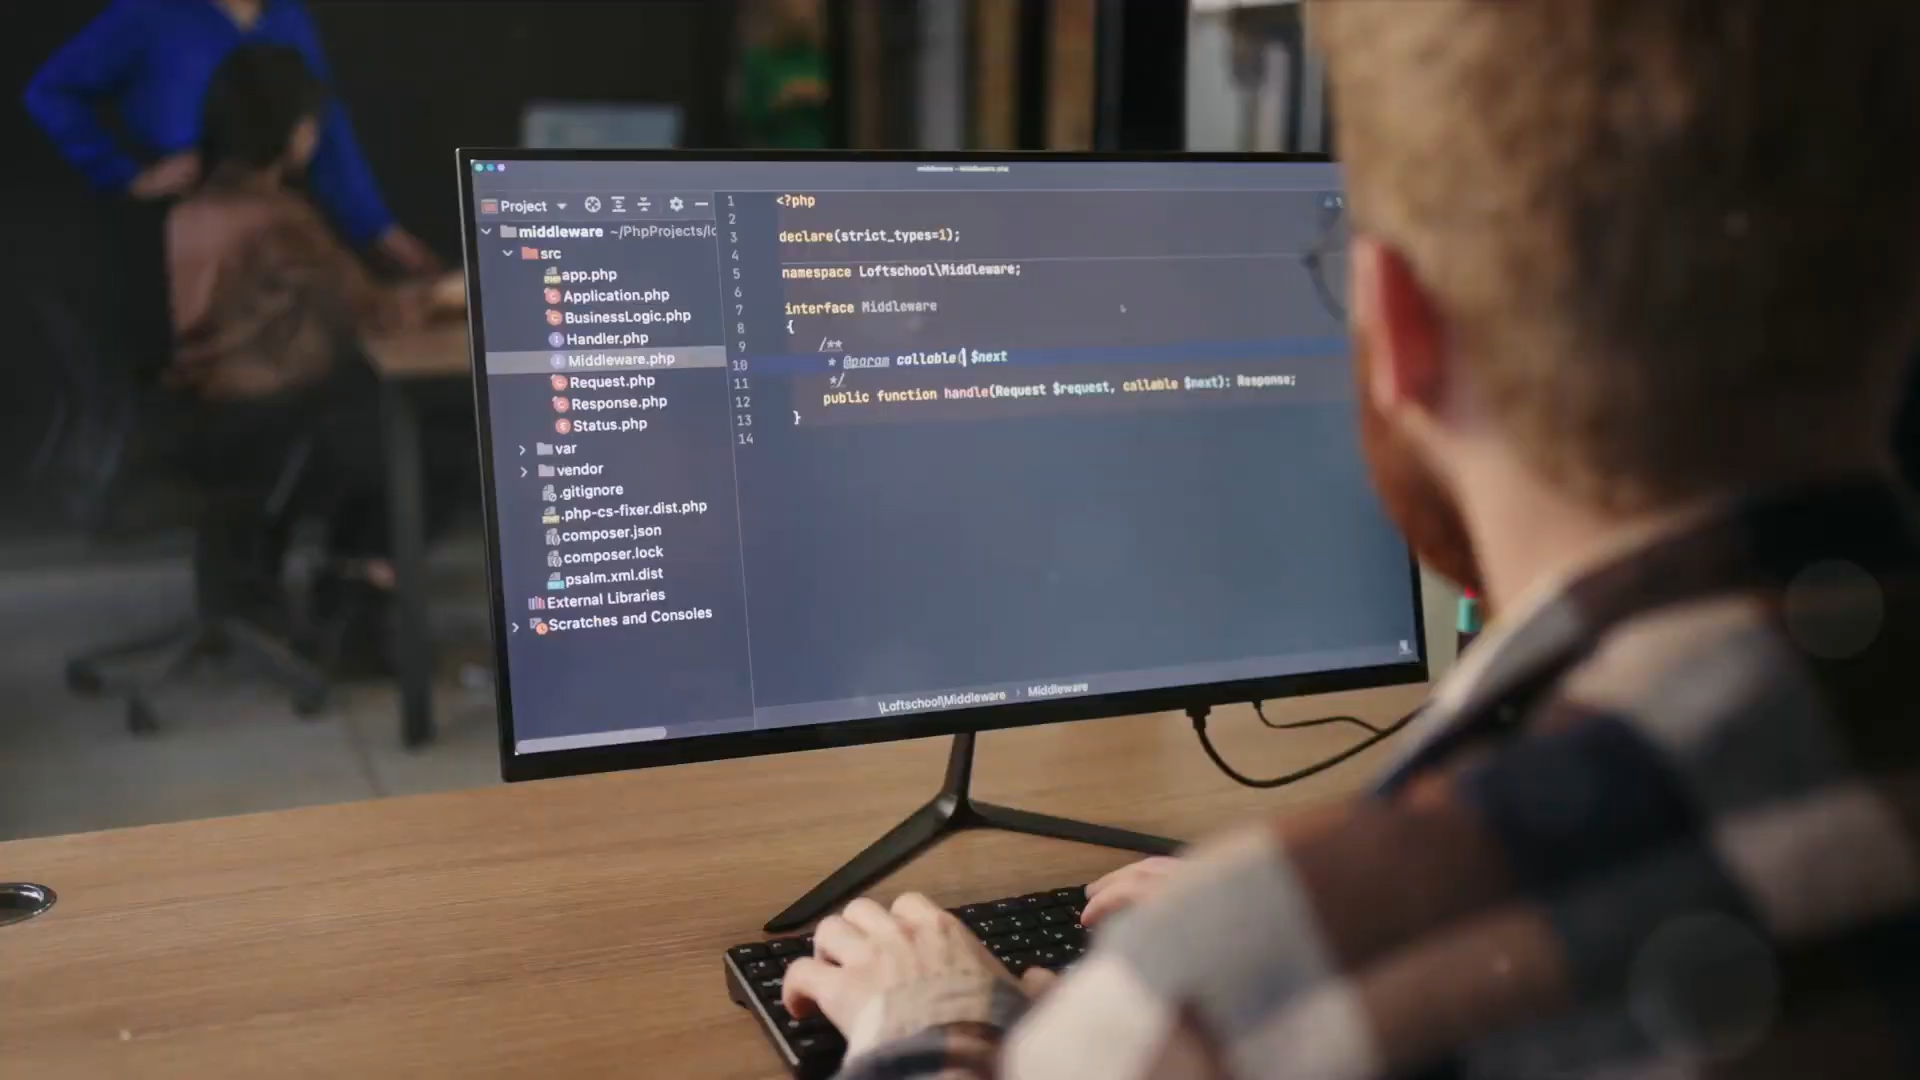 middleware – Middleware.php
Project
middleware ~/PhpProjects/lo
src
app.php
Application.php
BusinessLogic.php
Handler.php
Middleware.php
Request.php
Response.php
Status.php
var
vendor
.gitignore
.php-cs-fixer.dist.php
composer.json
composer.lock
psalm.xml.dist
External Libraries
Scratches and Consoles
1 <?php
2
3 declare(strict_types=1);
4
5 namespace Loftschool\Middleware;
6
7 interface Middleware
8 {
9 /**
10 * @param callable( $next
11 */
12 public function handle(Request $request, callable $next): Response;
13 }
14
\Loftschool\Middleware › Middleware